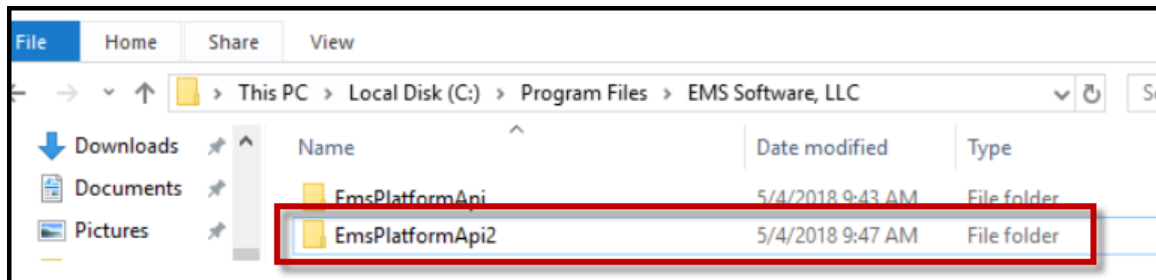 File Home Share View
This PC > Local Disk (C:) > Program Files > EMS Software, LLC
Downloads Name Date modified Type
Documents EmsPlatformApi 5/4/2018 9:43 AM File folder
Pictures EmsPlatformApi2 5/4/2018 9:47 AM File folder